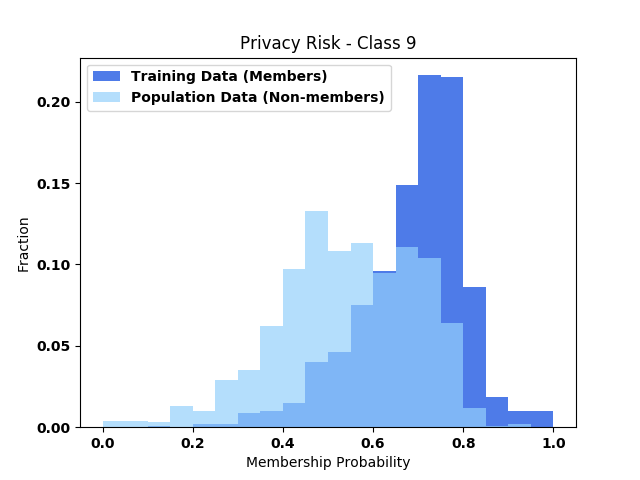 Privacy Risk - Class 9
Training Data (Members)
Population Data (Non-members)
Fraction
0.20
0.15
0.10
0.05
0.00
0.0 0.2 0.4 0.6 0.8 1.0
Membership Probability